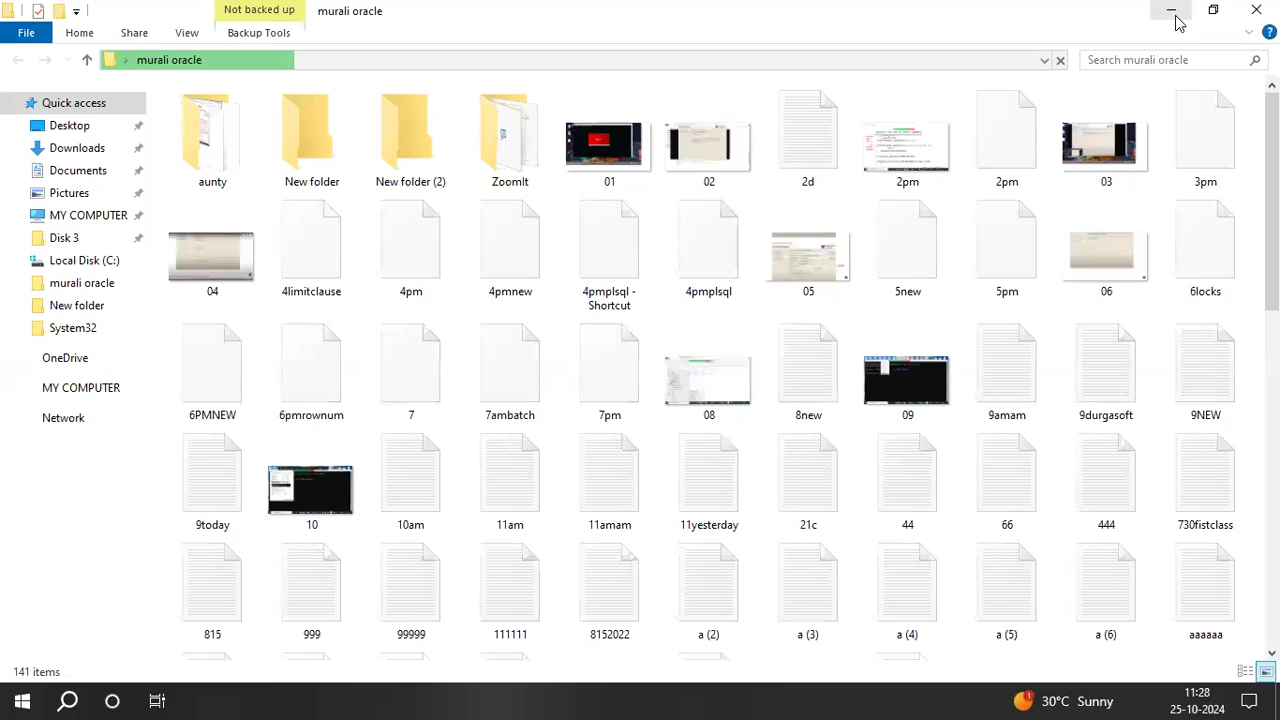 Not backed up
murali oracle
File
Home
Share
View
Backup Tools
murali oracle
Search murali oracle
Quick access
Desktop
Downloads
Documents
Pictures
MY COMPUTER
Disk 3
Local Disk (C:)
murali oracle
New folder
System32
OneDrive
MY COMPUTER
Network
aunty
New folder
New folder (2)
ZoomIt
01
02
2d
2pm
2pm
03
3pm
04
4limitclause
4pm
4pmnew
4pmplsql -
Shortcut
4pmplsql
05
5new
5pm
06
6locks
6PMNEW
6pmrownum
7
7ambatch
7pm
08
8new
09
9amam
9durgasoft
9NEW
9today
10
10am
11am
11amam
11yesterday
21c
44
66
444
730fistclass
815
999
99999
111111
8152022
a (2)
a (3)
a (4)
a (5)
a (6)
aaaaaa
141 items
1
30°C Sunny
11:28
25-10-2024